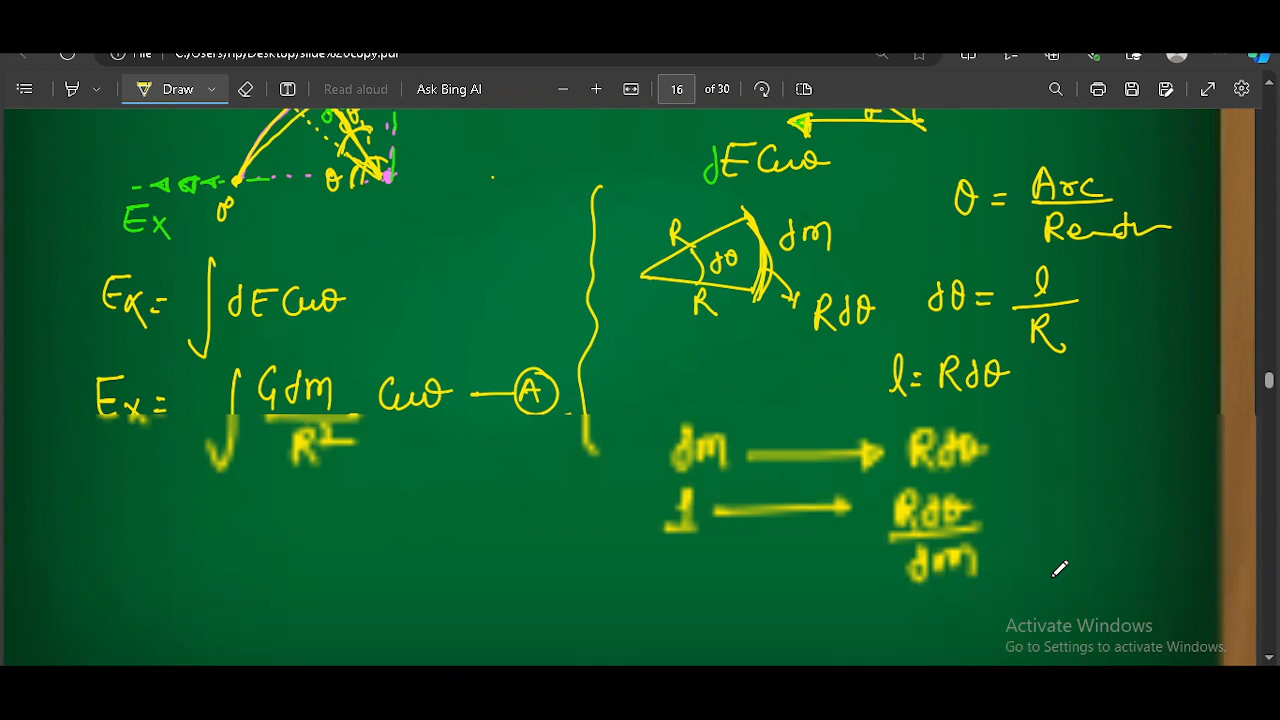 File C:/Users/hp/Desktop/slide%20copy.pdf
Draw Read aloud Ask Bing AI 16 of 30
dE Cosθ
Ex
θ
θ = Arc / Radius
R dθ R dm Rdθ
dθ = l / R
l = Rdθ
Ex = ∫ dE Cosθ
Ex = ∫ Gdm / R² Cosθ — A
dm → Rdθ
1 → Rdθ / dm
Activate Windows
Go to Settings to activate Windows.